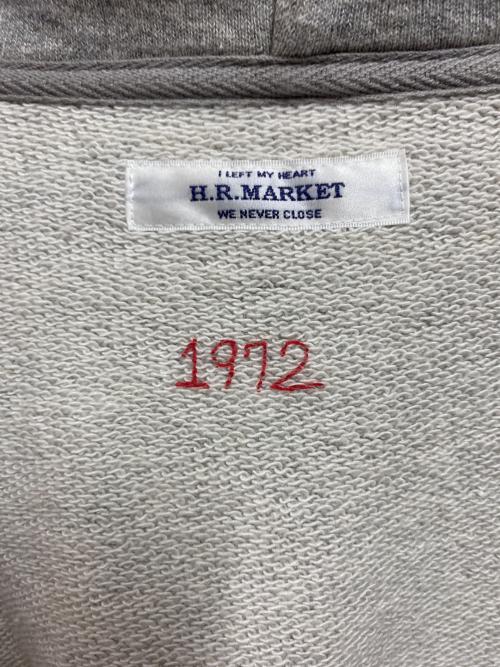 I LEFT MY HEART
H.R.MARKET
WE NEVER CLOSE
1972